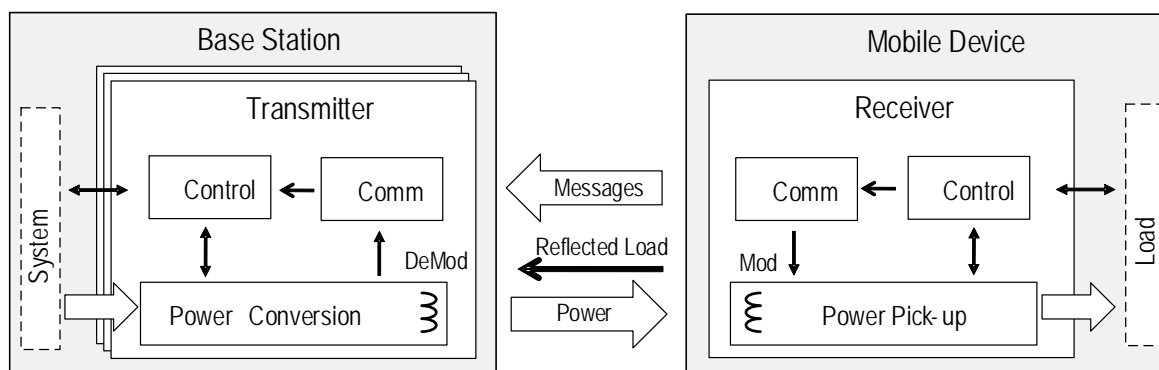 Base Station
Mobile Device
Transmitter
Receiver
System
Control
Comm
Messages
Comm
Control
Load
Reflected Load
DeMod
Mod
Power Conversion
Power
Power Pick-up